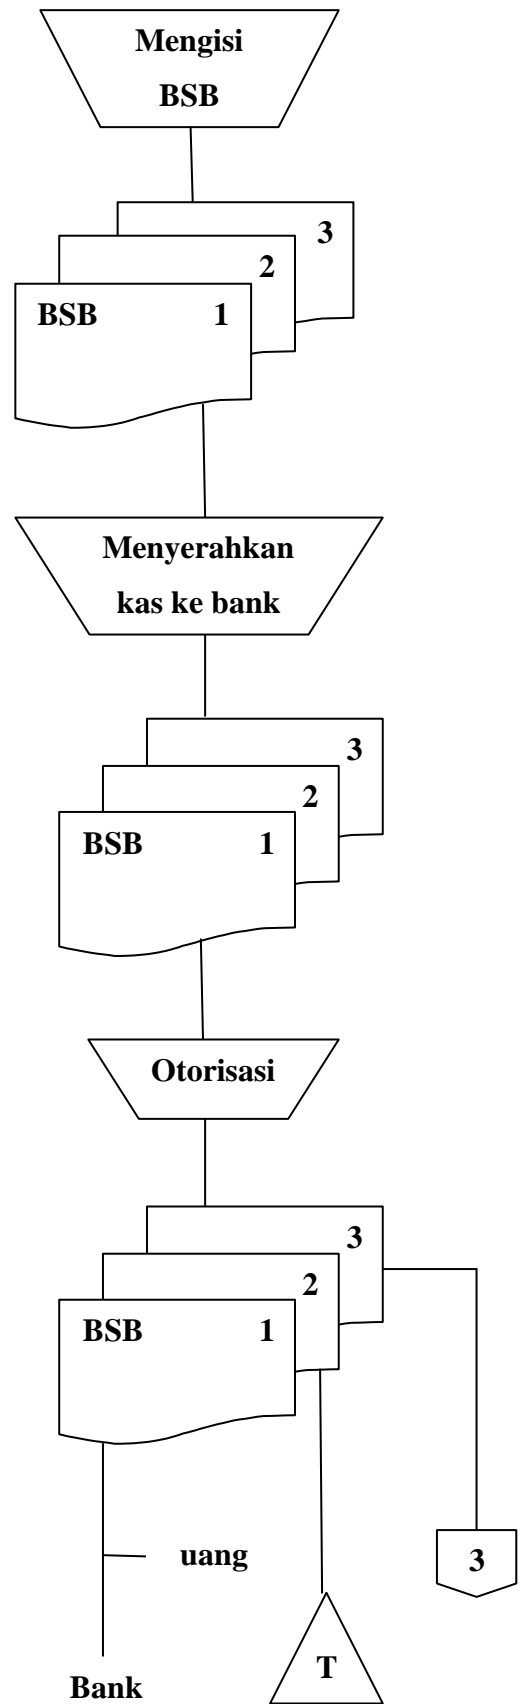 Mengisi
BSB
3
2
BSB 1
Menyerahkan
kas ke bank
3
2
BSB 1
Otorisasi
3
2
BSB 1
uang
3
T
Bank